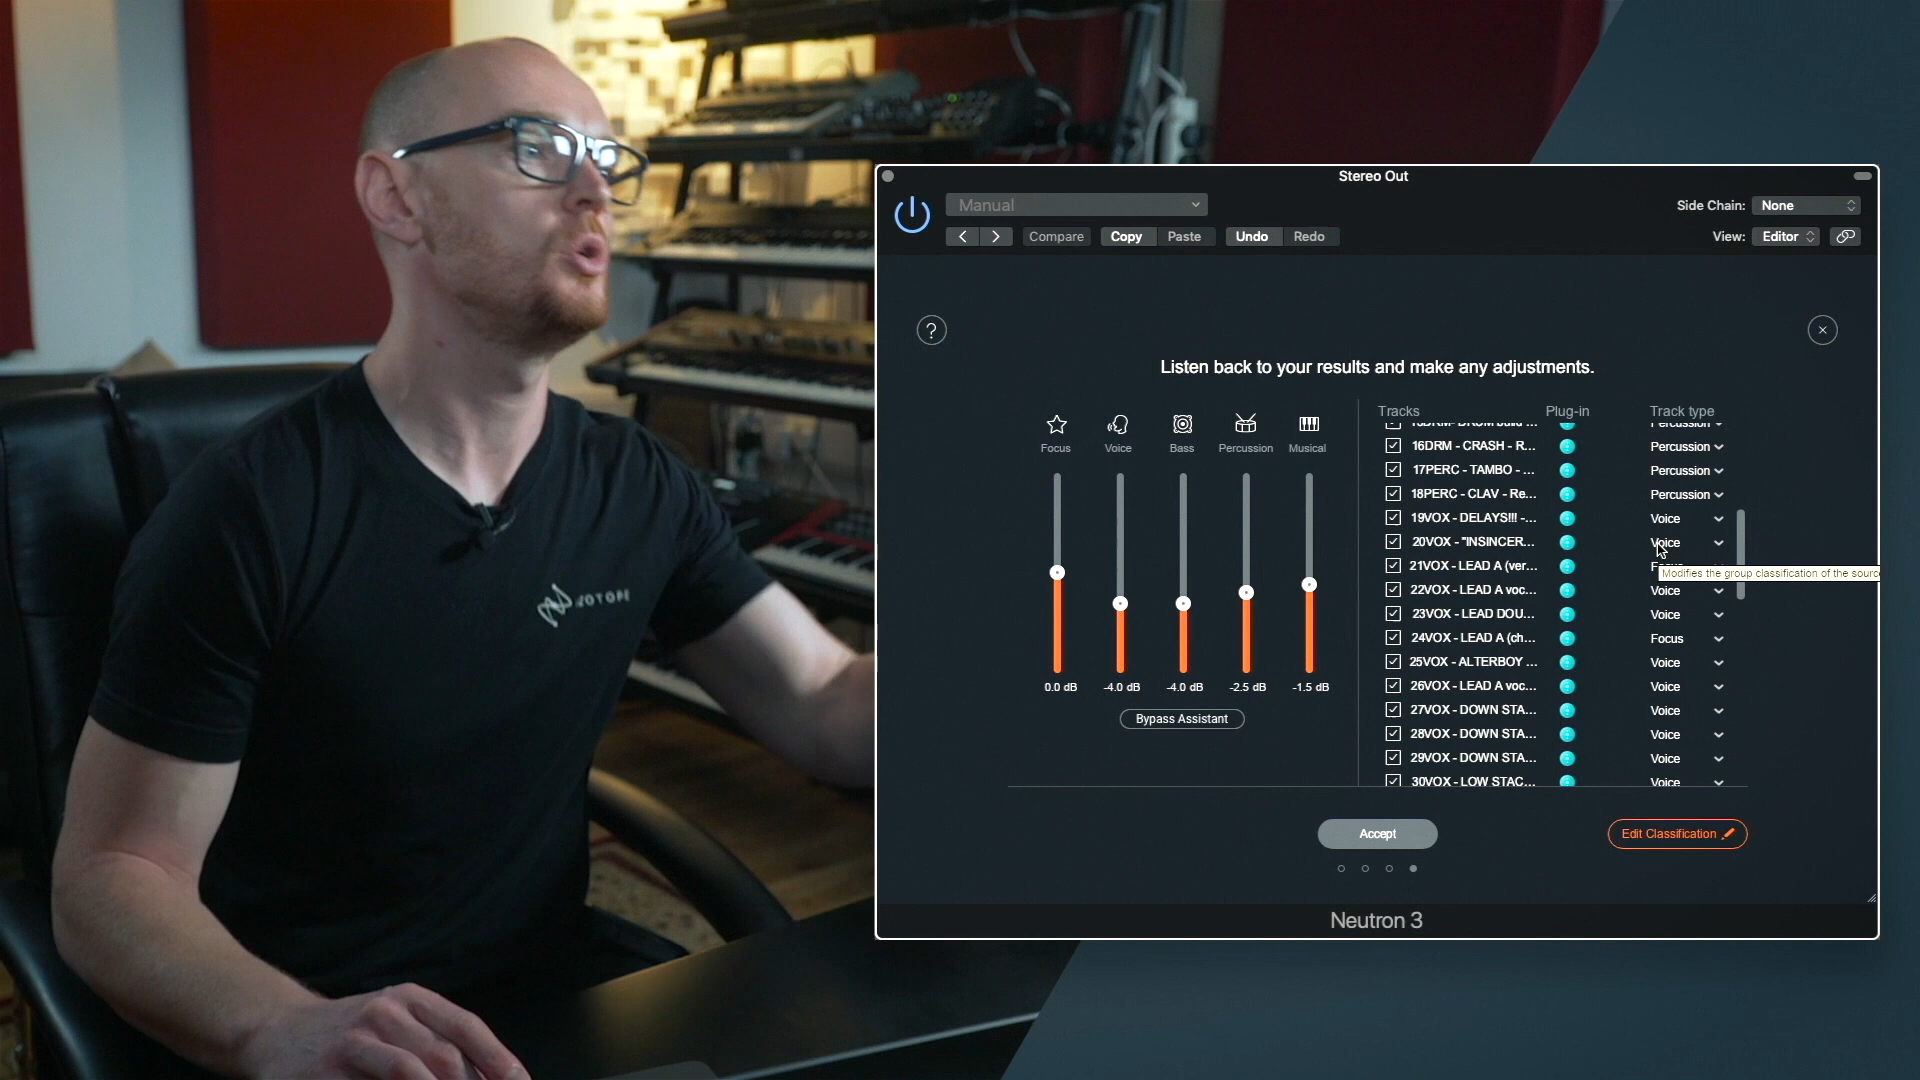 Stereo Out
Manual
Side Chain: None
Compare Copy Paste Undo Redo
View: Editor
?
Listen back to your results and make any adjustments.
Focus Voice Bass Percussion Musical
0.0 dB -4.0 dB -4.0 dB -2.5 dB -1.5 dB
Bypass Assistant
Tracks Plug-in Track type
Percussion
16DRM - CRASH - R... Percussion
17PERC - TAMBO - ... Percussion
18PERC - CLAV - Re... Percussion
19VOX - DELAYS!!! -... Voice
20VOX - "INSINCER... Voice
21VOX - LEAD A (ver...
Modifies the group classification of the sourc
22VOX - LEAD A voc... Voice
23VOX - LEAD DOU... Voice
24VOX - LEAD A (ch... Focus
25VOX - ALTERBOY ... Voice
26VOX - LEAD A voc... Voice
27VOX - DOWN STA... Voice
28VOX - DOWN STA... Voice
29VOX - DOWN STA... Voice
30VOX - LOW STAC... Voice
Accept
Edit Classification
Neutron 3